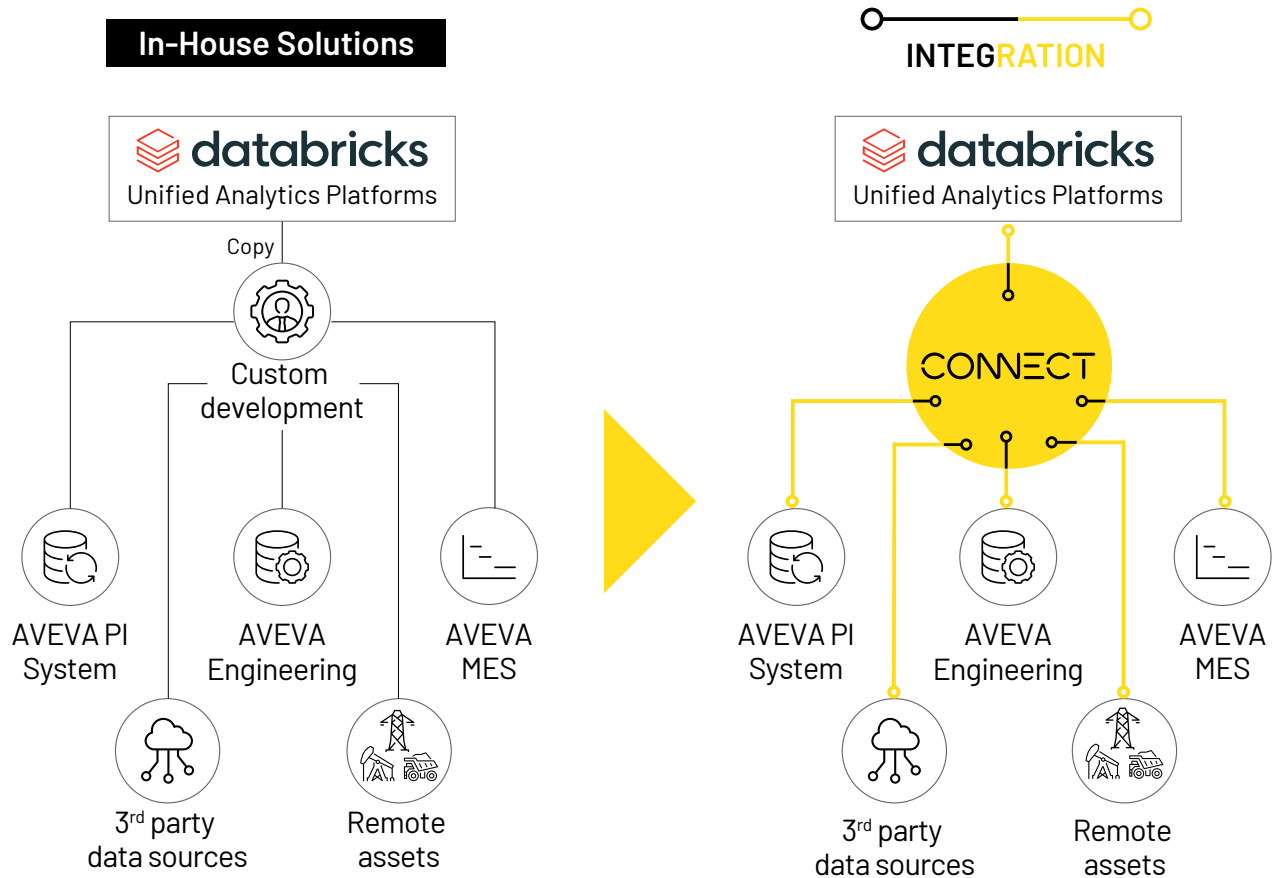 In-House Solutions
databricks
Unified Analytics Platforms
Copy
Custom
development
AVEVA PI
System
AVEVA
Engineering
AVEVA
MES
3rd party
data sources
Remote
assets
INTEGRATION
databricks
Unified Analytics Platforms
CONNECT
AVEVA PI
System
AVEVA
Engineering
AVEVA
MES
3rd party
data sources
Remote
assets